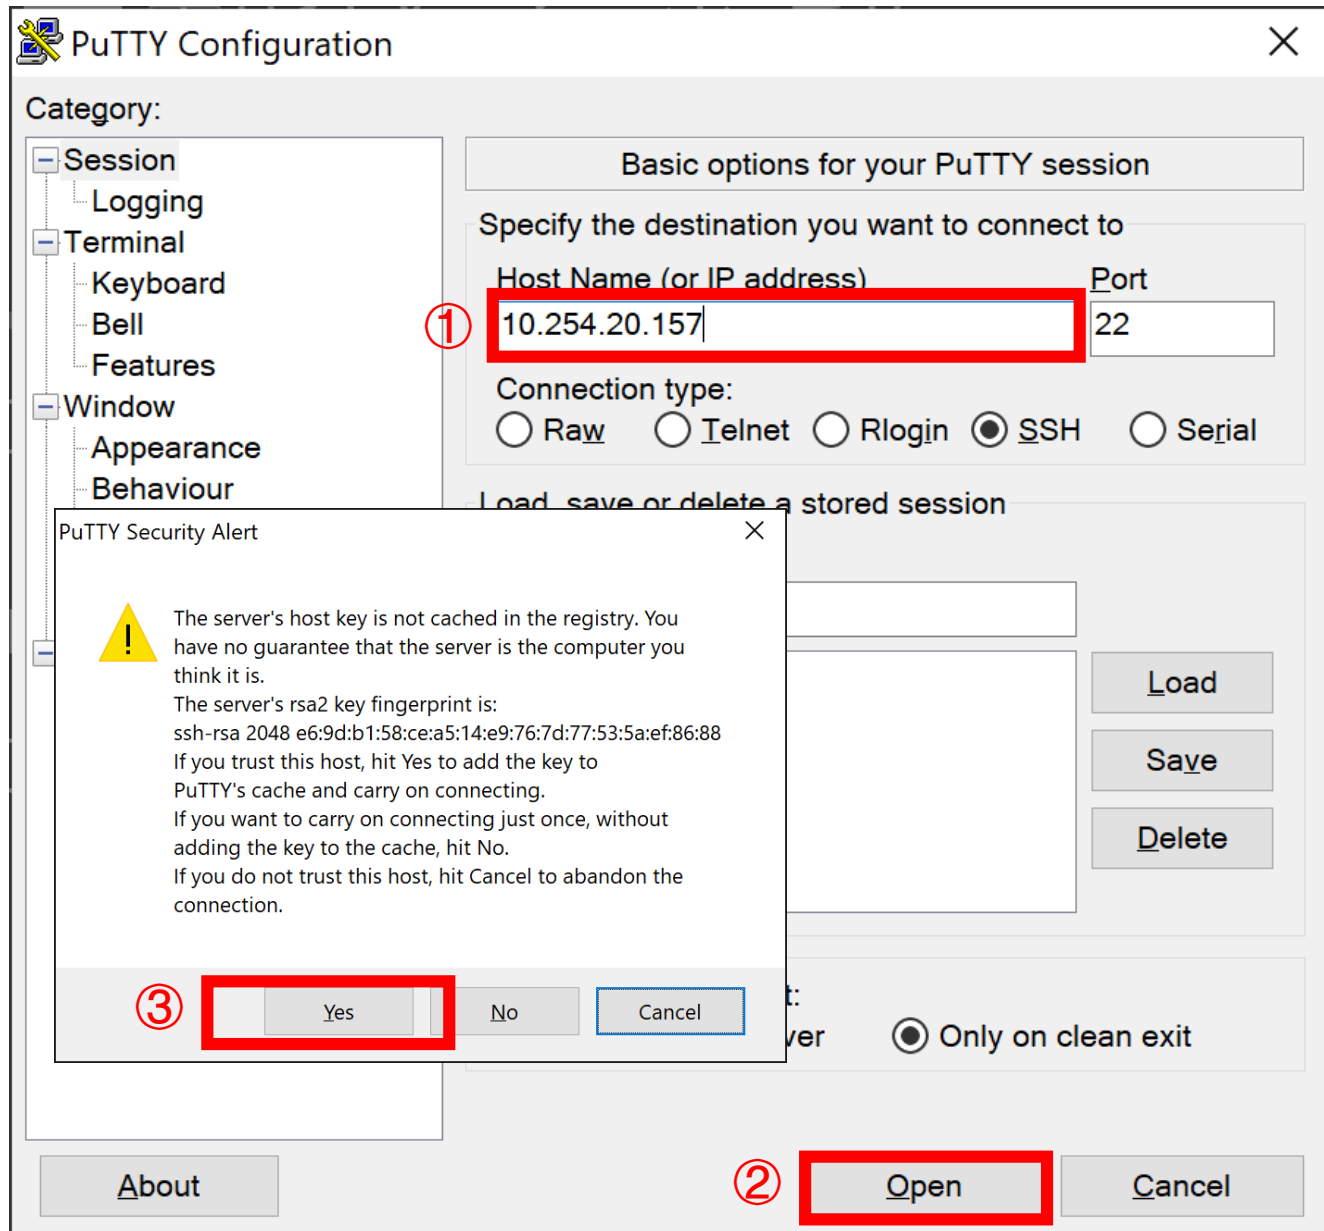 PuTTY Configuration
Category:
Session
Logging
Terminal
Keyboard
Bell
Features
Window
Appearance
Behaviour
Basic options for your PuTTY session
Specify the destination you want to connect to
Host Name (or IP address) Port
① 10.254.20.157 22
Connection type:
Raw Telnet Rlogin SSH Serial
Load, save or delete a stored session
Load
Save
Delete
Only on clean exit
PuTTY Security Alert
The server's host key is not cached in the registry. You
have no guarantee that the server is the computer you
think it is.
The server's rsa2 key fingerprint is:
ssh-rsa 2048 e6:9d:b1:58:ce:a5:14:e9:76:7d:77:53:5a:ef:86:88
If you trust this host, hit Yes to add the key to
PuTTY's cache and carry on connecting.
If you want to carry on connecting just once, without
adding the key to the cache, hit No.
If you do not trust this host, hit Cancel to abandon the
connection.
③ Yes No Cancel
About ② Open Cancel